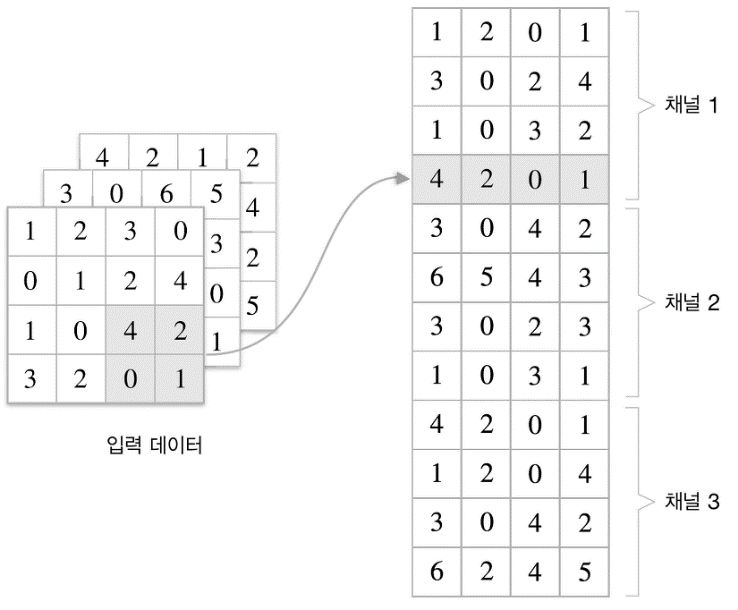 4 2 1 2
3 0 6 5
4
1 2 3 0
3
0 1 2 4
2
0
1 0 4 2
5
1
3 2 0 1
입력 데이터
1 2 0 1
3 0 2 4
1 0 3 2
4 2 0 1
채널 1
3 0 4 2
6 5 4 3
3 0 2 3
1 0 3 1
채널 2
4 2 0 1
1 2 0 4
3 0 4 2
6 2 4 5
채널 3